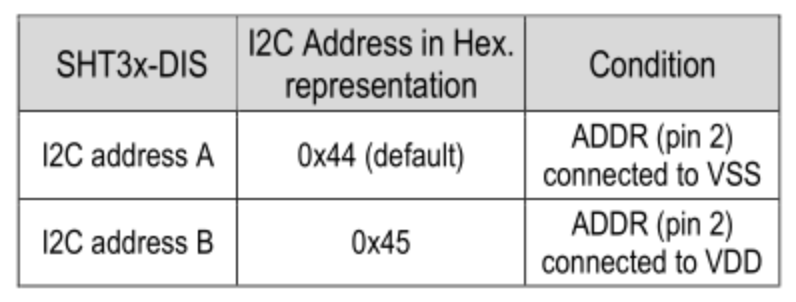 SHT3x-DIS
I2C Address in Hex.
representation
Condition
I2C address A
0x44 (default)
ADDR (pin 2)
connected to VSS
I2C address B
0x45
ADDR (pin 2)
connected to VDD